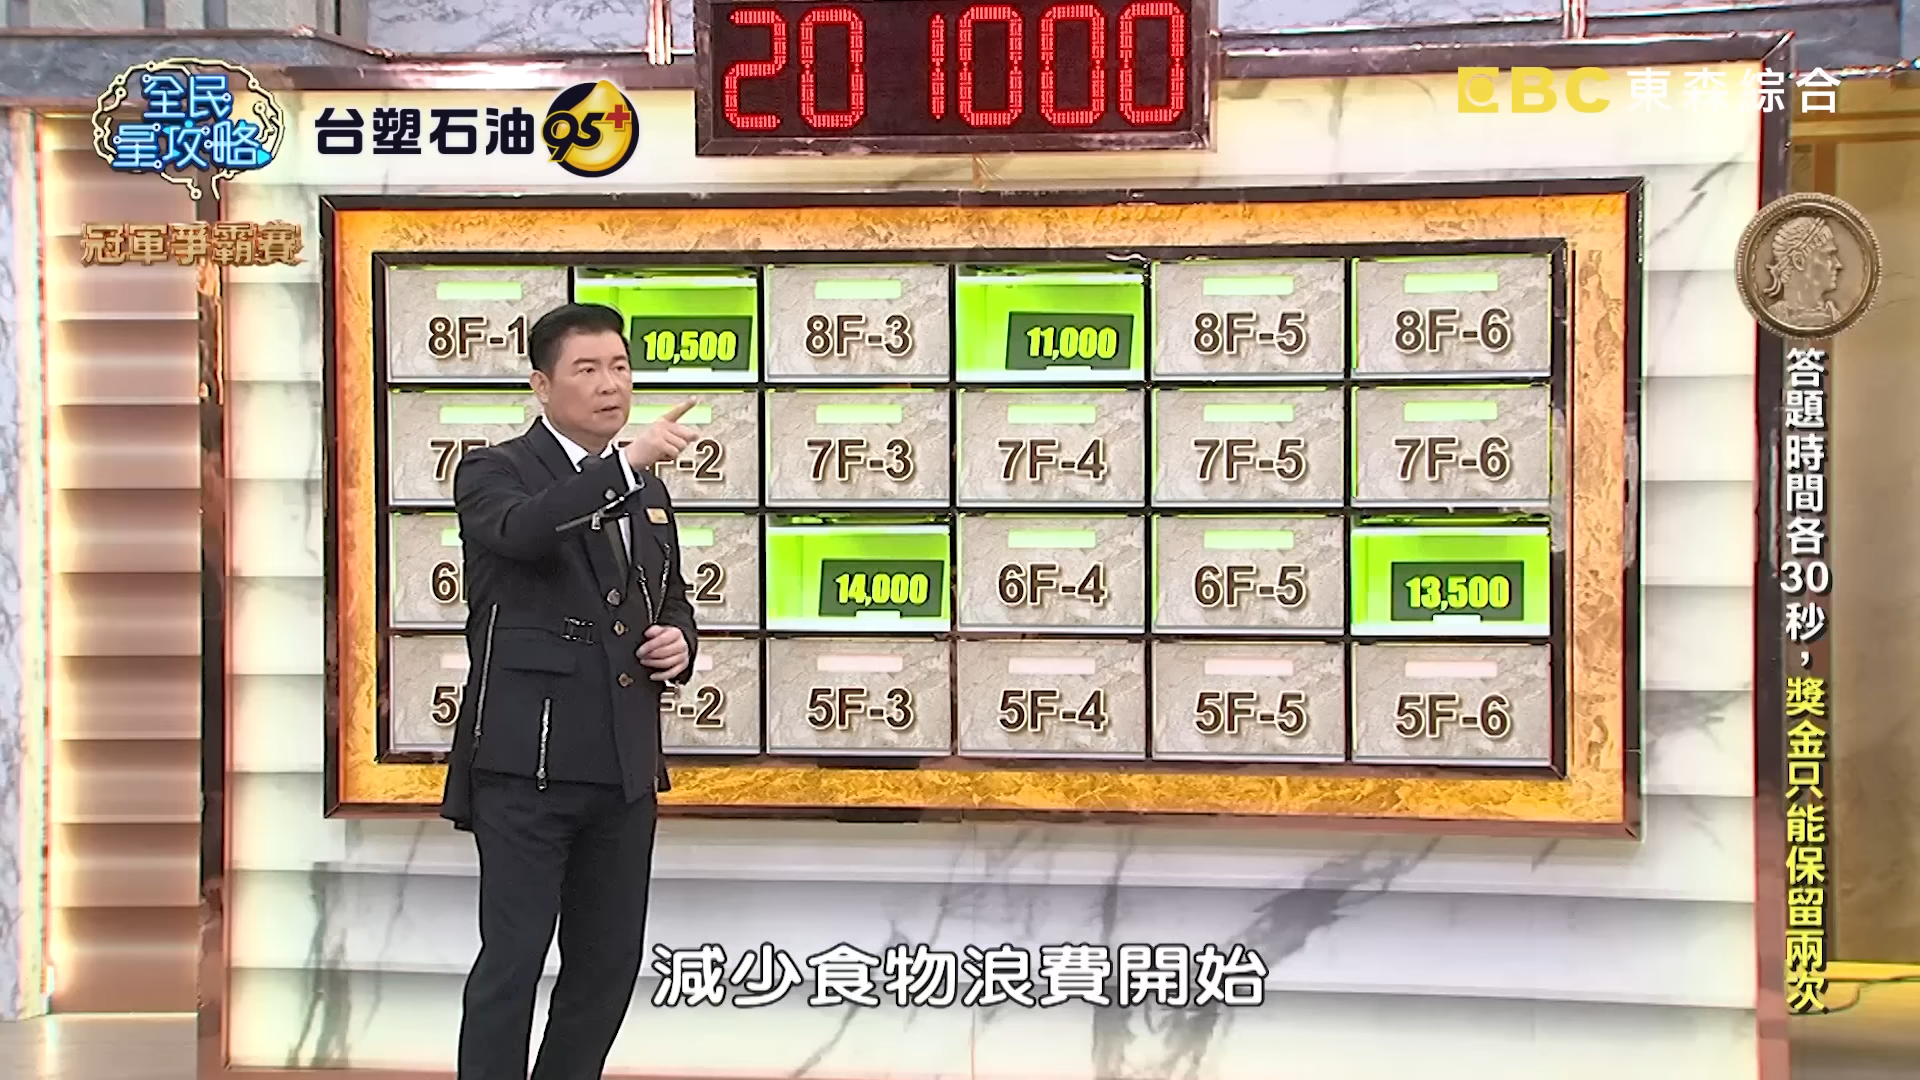 201000
全民
星攻略
冠軍爭霸賽
台塑石油 95+
EBC 東森綜合
8F-1
10,500
8F-3
11,000
8F-5
8F-6
7F
-2
7F-3
7F-4
7F-5
7F-6
6
-2
14,000
6F-4
6F-5
13,500
5
F-2
5F-3
5F-4
5F-5
5F-6
答題時間各30秒，獎金只能保留兩次
減少食物浪費開始